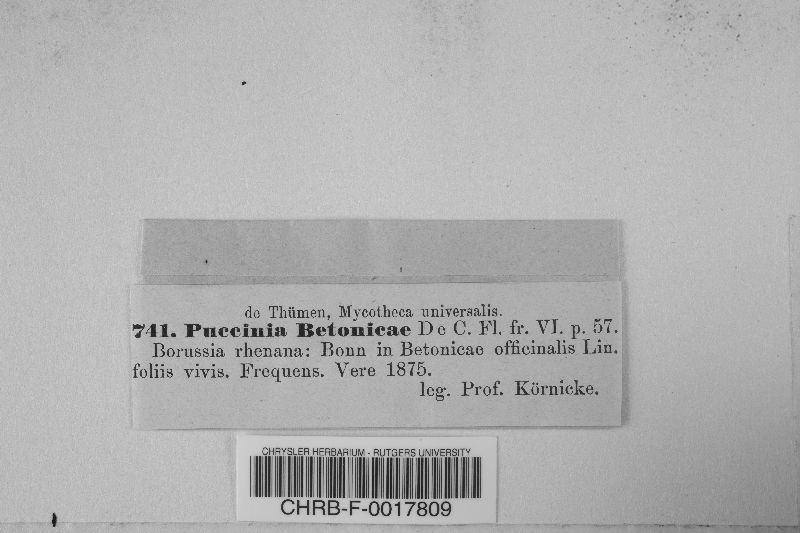 de Thümen, Mycotheca universalis.
741. Puccinia Betonicae De C. Fl. fr. VI. p. 57.
Borussia rhenana: Bonn in Betonicae officinalis Lin.
foliis vivis. Frequens. Vere 1875.
leg. Prof. Körnicke.
CHRYSLER HERBARIUM - RUTGERS UNIVERSITY
CHRB-F-0017809